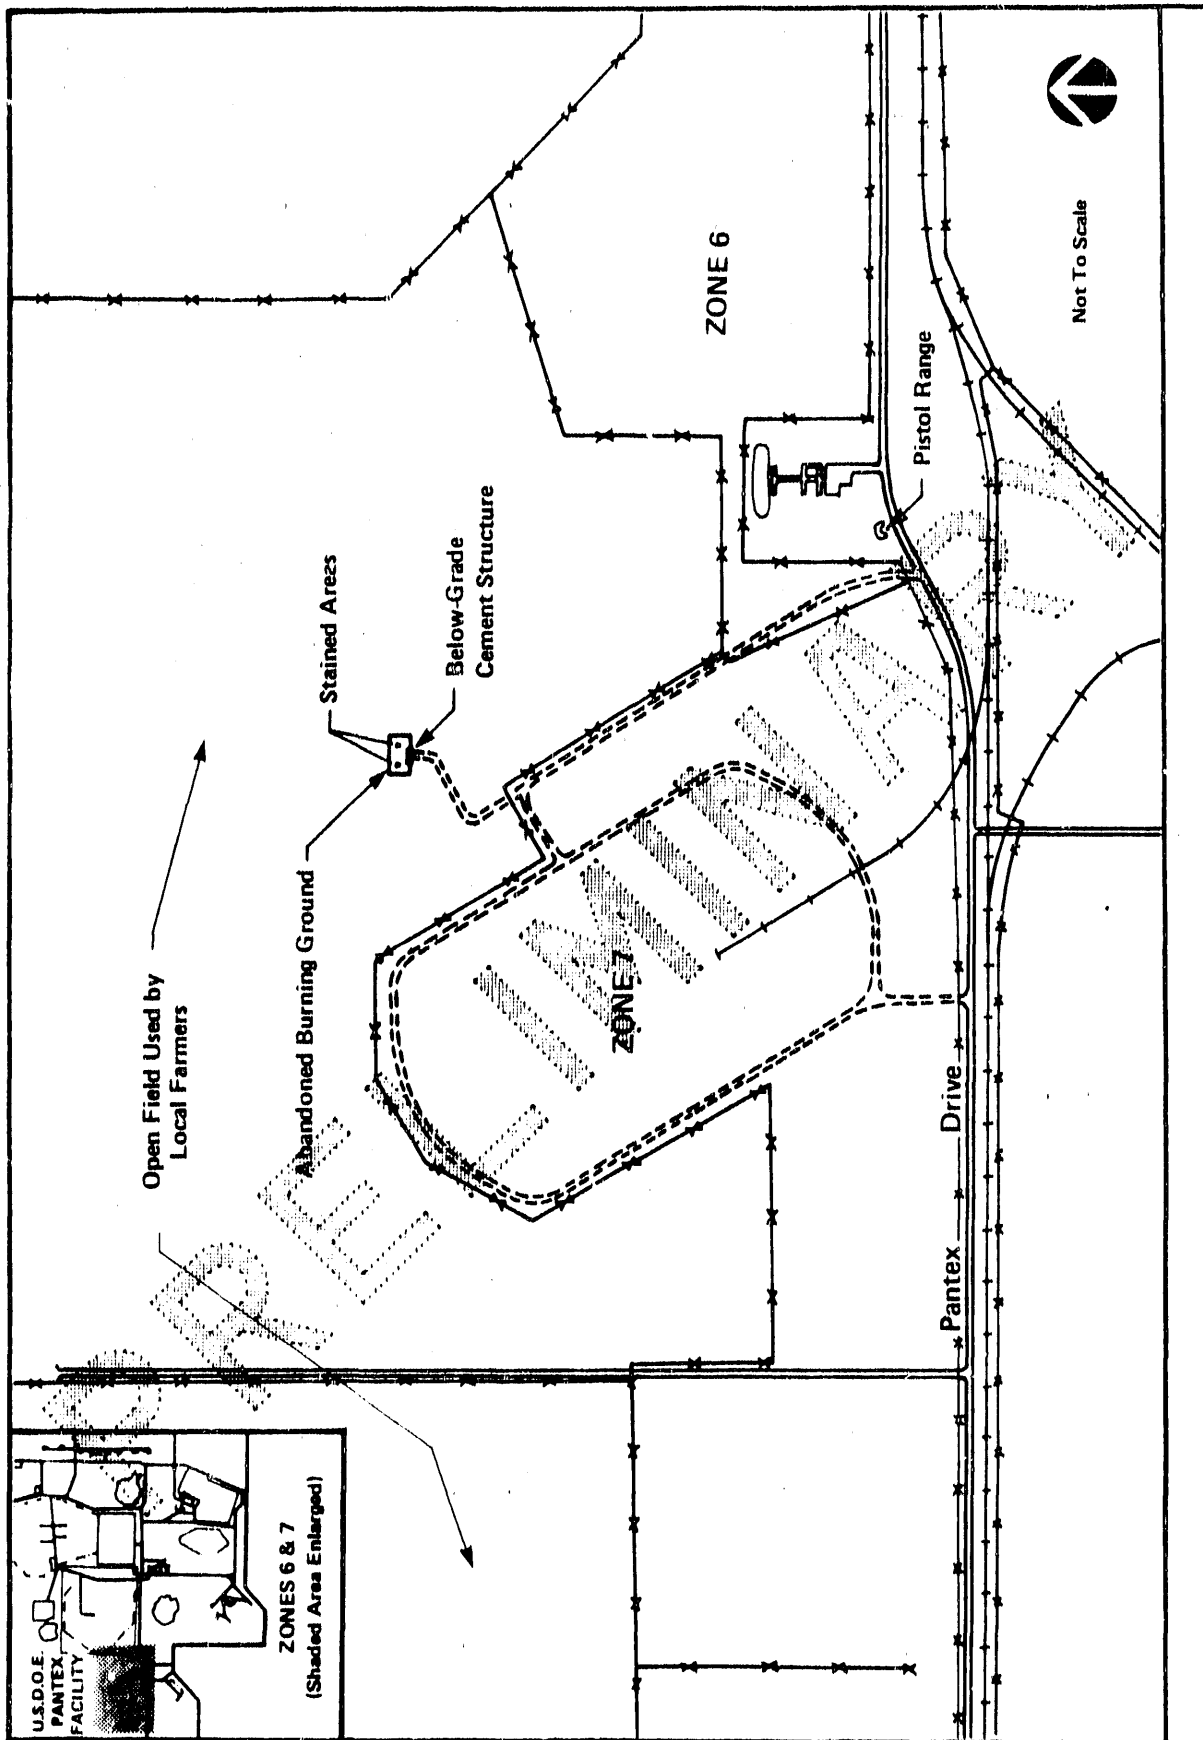 Open Field Used by
Local Farmers
Stained Areas
Abandoned Burning Ground
Below-Grade
Cement Structure
ZONE 6
ZONE 7
Pistol Range
Pantex Drive
Not To Scale
U.S.D.O.E.
PANTEX
FACILITY
ZONES 6 & 7
(Shaded Area Enlarged)
PRELIMINARY